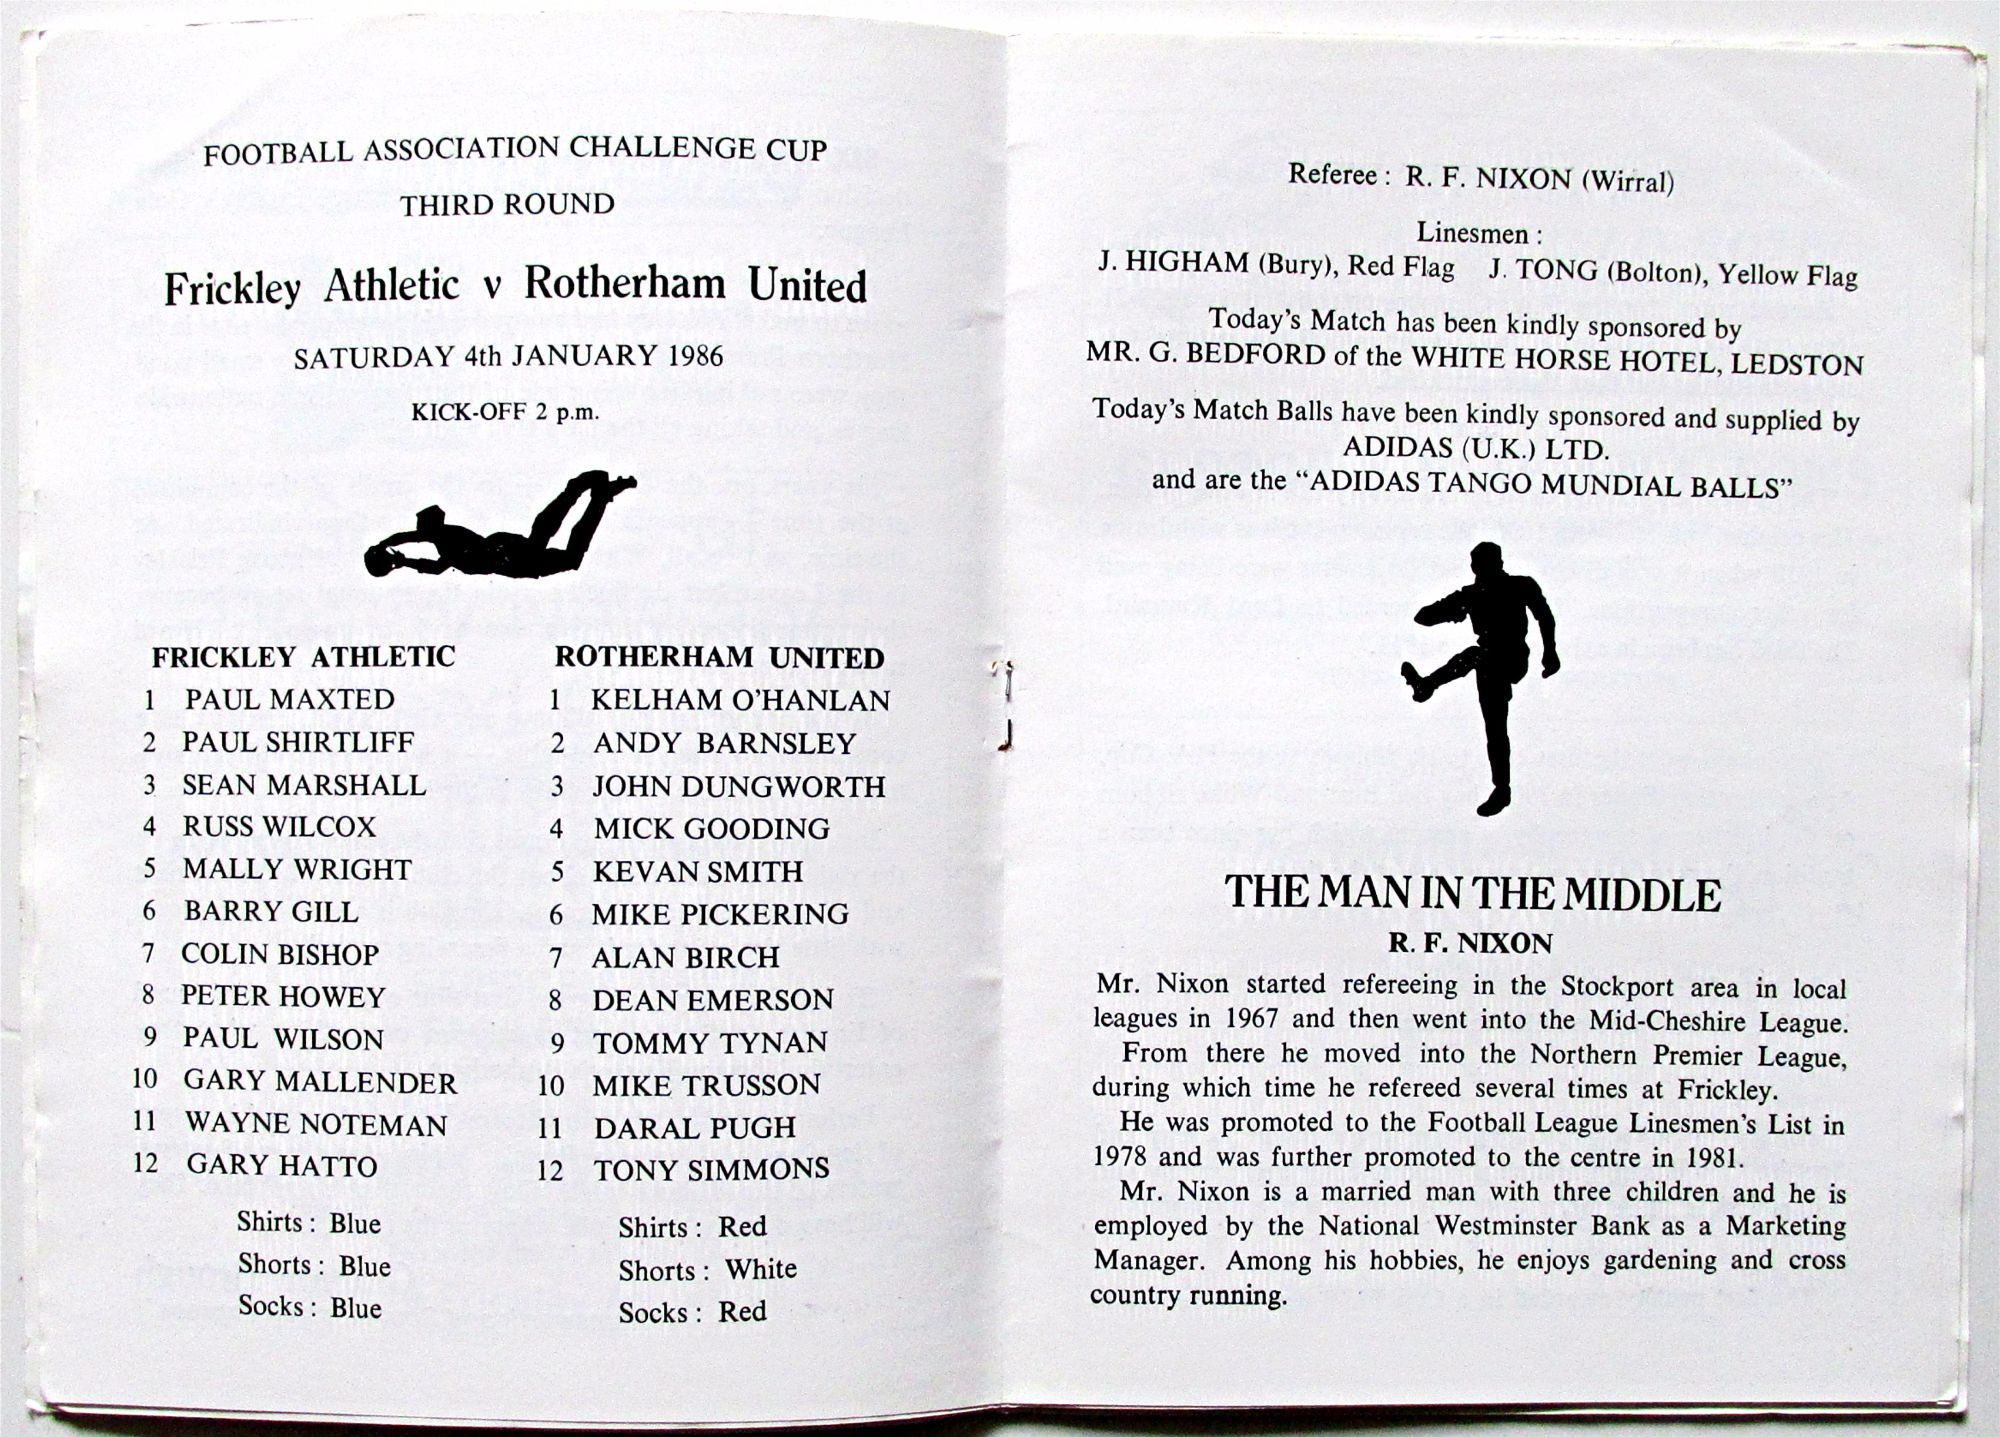 FOOTBALL ASSOCIATION CHALLENGE CUP
THIRD ROUND
Frickley Athletic v Rotherham United
SATURDAY 4th JANUARY 1986
KICK-OFF 2 p.m.
FRICKLEY ATHLETIC
1 PAUL MAXTED
2 PAUL SHIRTLIFF
3 SEAN MARSHALL
4 RUSS WILCOX
5 MALLY WRIGHT
6 BARRY GILL
7 COLIN BISHOP
8 PETER HOWEY
9 PAUL WILSON
10 GARY MALLENDER
11 WAYNE NOTEMAN
12 GARY HATTO
Shirts : Blue
Shorts : Blue
Socks : Blue
ROTHERHAM UNITED
1 KELHAM O'HANLAN
2 ANDY BARNSLEY
3 JOHN DUNGWORTH
4 MICK GOODING
5 KEVAN SMITH
6 MIKE PICKERING
7 ALAN BIRCH
8 DEAN EMERSON
9 TOMMY TYNAN
10 MIKE TRUSSON
11 DARAL PUGH
12 TONY SIMMONS
Shirts : Red
Shorts : White
Socks : Red
Referee : R. F. NIXON (Wirral)
Linesmen :
J. HIGHAM (Bury), Red Flag J. TONG (Bolton), Yellow Flag
Today's Match has been kindly sponsored by
MR. G. BEDFORD of the WHITE HORSE HOTEL, LEDSTON
Today's Match Balls have been kindly sponsored and supplied by
ADIDAS (U.K.) LTD.
and are the "ADIDAS TANGO MUNDIAL BALLS"
THE MAN IN THE MIDDLE
R. F. NIXON
Mr. Nixon started refereeing in the Stockport area in local
leagues in 1967 and then went into the Mid-Cheshire League.
From there he moved into the Northern Premier League,
during which time he refereed several times at Frickley.
He was promoted to the Football League Linesmen's List in
1978 and was further promoted to the centre in 1981.
Mr. Nixon is a married man with three children and he is
employed by the National Westminster Bank as a Marketing
Manager. Among his hobbies, he enjoys gardening and cross
country running.